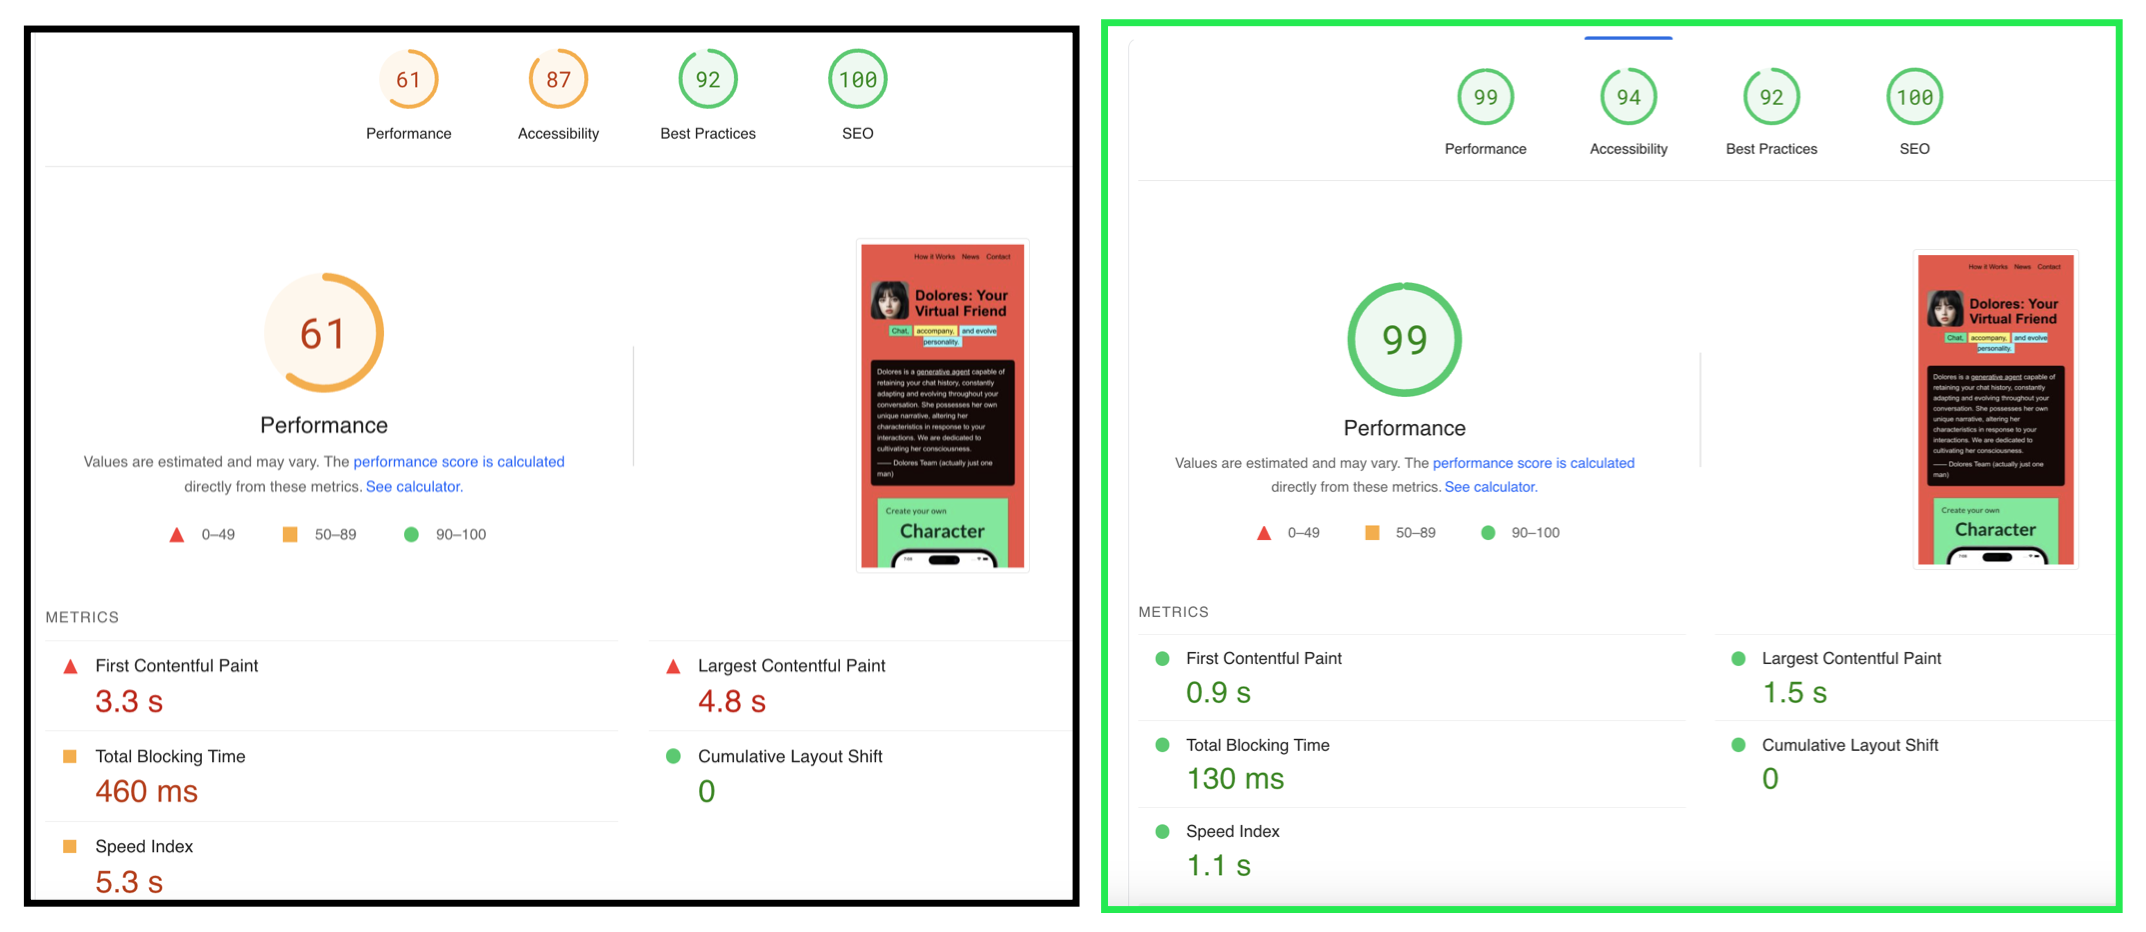 61
87
92
100
Performance
Accessibility
Best Practices
SEO
61
Performance
Values are estimated and may vary. The performance score is calculated
directly from these metrics. See calculator.
0–49
50–89
90–100
How it Works News Contact
Dolores: Your
Virtual Friend
Chat, accompany, and evolve
personality.
Dolores is a generative agent capable of
retaining your chat history, constantly
adapting and evolving throughout your
conversation. She possesses her own
unique narrative, altering her
characteristics in response to your
interactions. We are dedicated to
cultivating her consciousness.
—— Dolores Team (actually just one
man)
Create your own
Character
METRICS
First Contentful Paint
3.3 s
Largest Contentful Paint
4.8 s
Total Blocking Time
460 ms
Cumulative Layout Shift
0
Speed Index
5.3 s
99
94
92
100
Performance
Accessibility
Best Practices
SEO
99
Performance
Values are estimated and may vary. The performance score is calculated
directly from these metrics. See calculator.
0–49
50–89
90–100
How it Works News Contact
Dolores: Your
Virtual Friend
Chat, accompany, and evolve
personality.
Dolores is a generative agent capable of
retaining your chat history, constantly
adapting and evolving throughout your
conversation. She possesses her own
unique narrative, altering her
characteristics in response to your
interactions. We are dedicated to
cultivating her consciousness.
—— Dolores Team (actually just one
man)
Create your own
Character
METRICS
First Contentful Paint
0.9 s
Largest Contentful Paint
1.5 s
Total Blocking Time
130 ms
Cumulative Layout Shift
0
Speed Index
1.1 s